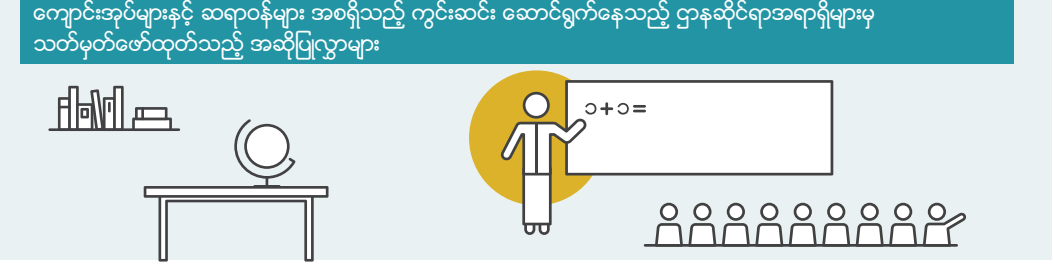 ကျောင်းအုပ်များနှင့် ဆရာဝန်များ အစရှိသည့် ကွင်းဆင်း ဆောင်ရွက်နေသည့် ဌာနဆိုင်ရာအရာရှိများမှ
သတ်မှတ်ဖော်ထုတ်သည့် အဆိုပြုလွှာများ
၁+၁=